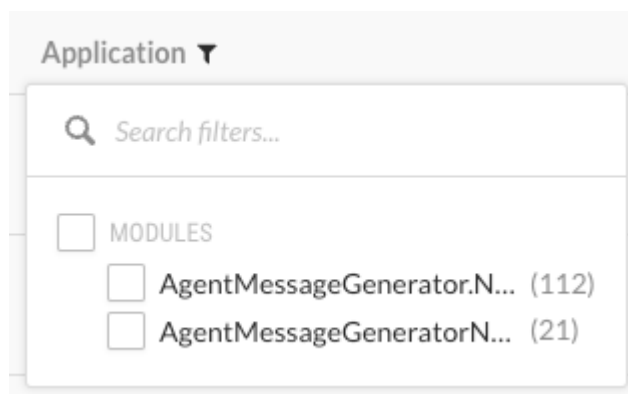 Application
Search filters...
MODULES
AgentMessageGenerator.N... (112)
AgentMessageGeneratorN... (21)